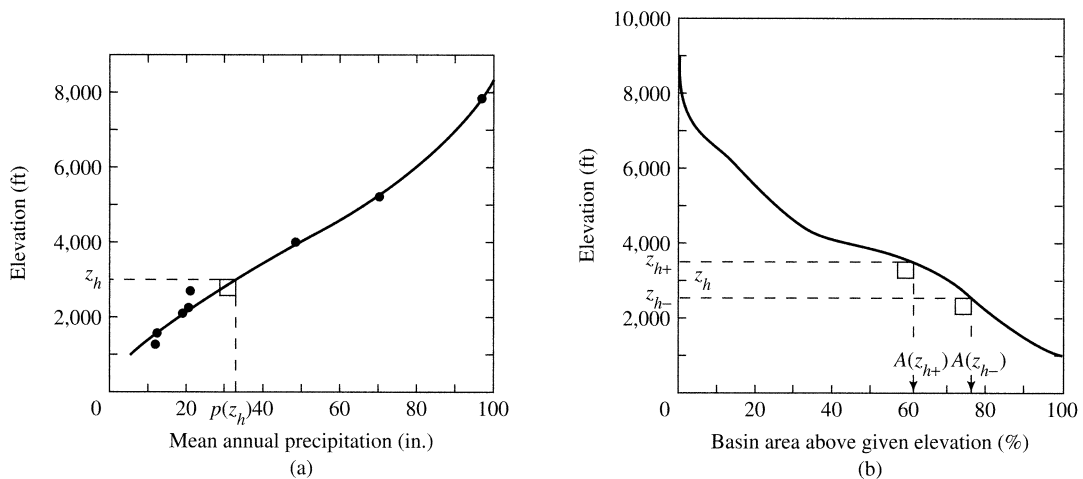 Elevation (ft)
8,000
6,000
4,000
z_h
2,000
0
20
p(z_h)
40
60
80
100
Mean annual precipitation (in.)
(a)
Elevation (ft)
10,000
8,000
6,000
4,000
z_h+
z_h
z_h−
2,000
A(z_h+) A(z_h−)
0
20
40
60
80
100
Basin area above given elevation (%)
(b)